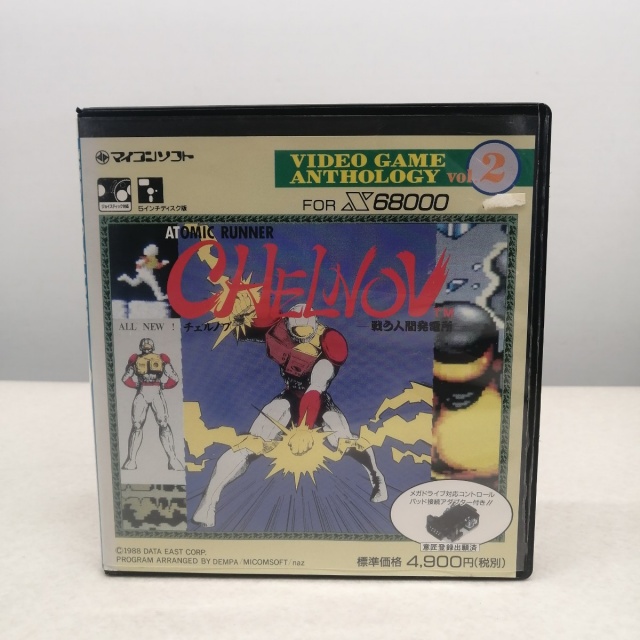 マイコンソフト
VIDEO GAME
ANTHOLOGY vol. 2
ジョイスティック対応
5インチディスク版
FOR X68000
ATOMIC RUNNER
CHELNOV
チェルノブ
戦う人間発電所
ALL NEW !
メガドライブ対応コントロール
パッド接続アダプター付き!!
意匠登録出願済
©1988 DATA EAST CORP.
PROGRAM ARRANGED BY DEMPA/MICOMSOFT/naz
標準価格 4,900円(税別)